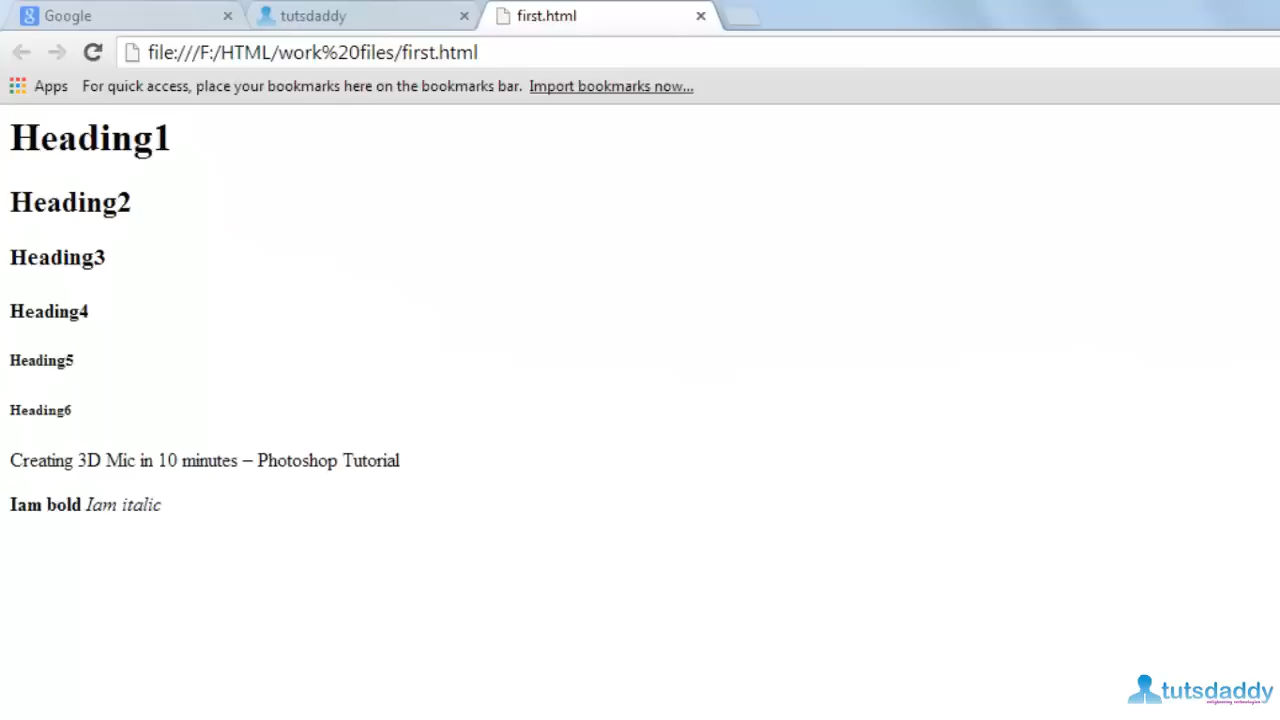 Google
tutsdaddy
first.html
file:///F:/HTML/work%20files/first.html
Apps For quick access, place your bookmarks here on the bookmarks bar. Import bookmarks now...
Heading1
Heading2
Heading3
Heading4
Heading5
Heading6
Creating 3D Mic in 10 minutes – Photoshop Tutorial
Iam bold Iam italic
tutsdaddy
enlightening technologies